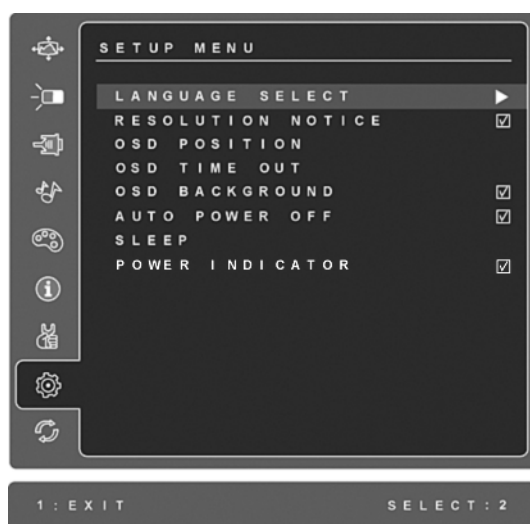 SETUP MENU
LANGUAGE SELECT
RESOLUTION NOTICE
OSD POSITION
OSD TIME OUT
OSD BACKGROUND
AUTO POWER OFF
SLEEP
POWER INDICATOR
1:EXIT SELECT:2